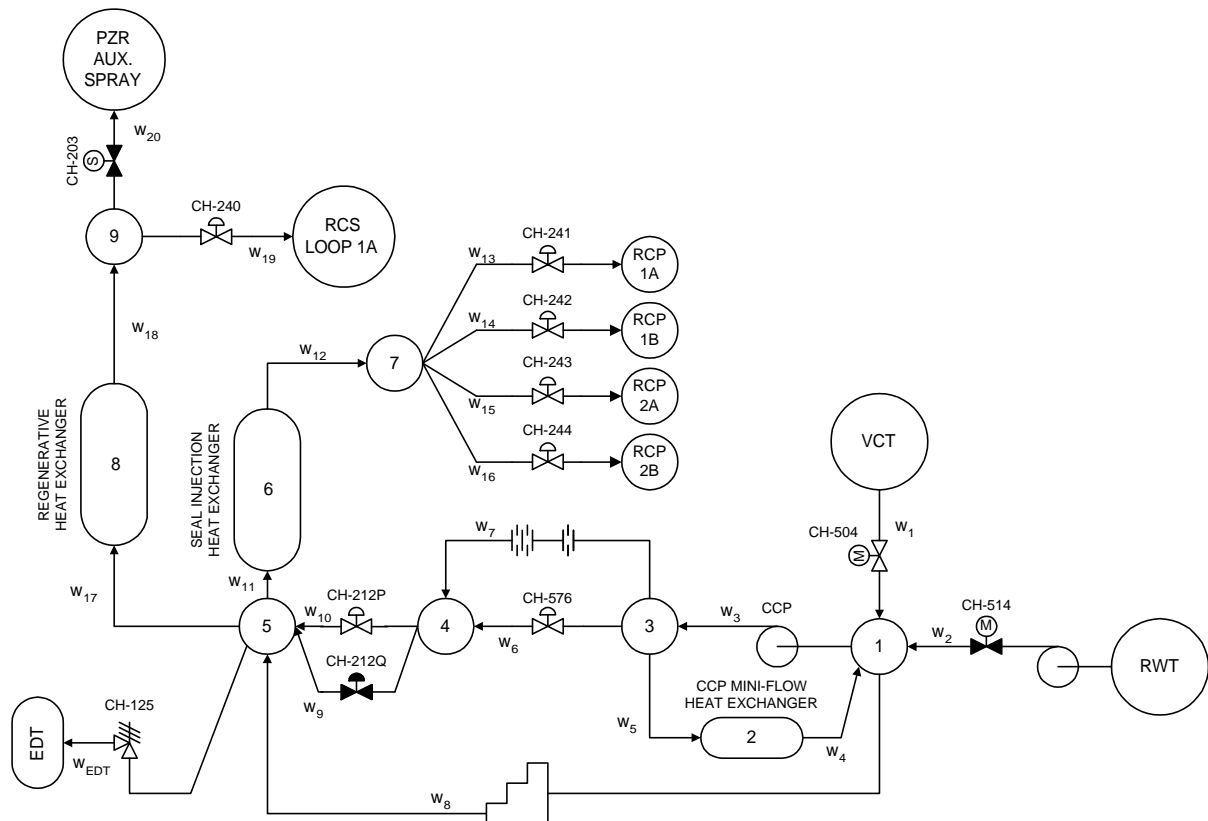 PZR
AUX.
SPRAY
W20
CH-203
S
9
CH-240
W19
RCS
LOOP 1A
W18
REGENERATIVE
HEAT EXCHANGER
8
W17
W12
7
W13
CH-241
RCP
1A
W14
CH-242
RCP
1B
W15
CH-243
RCP
2A
W16
CH-244
RCP
2B
SEAL INJECTION
HEAT EXCHANGER
6
W11
VCT
W1
CH-504
M
W7
5
W10
CH-212P
4
CH-576
W6
3
W3
CCP
1
W2
CH-514
M
RWT
CH-212Q
W9
CCP MINI-FLOW
HEAT EXCHANGER
W5
2
W4
CH-125
EDT
WEDT
W8